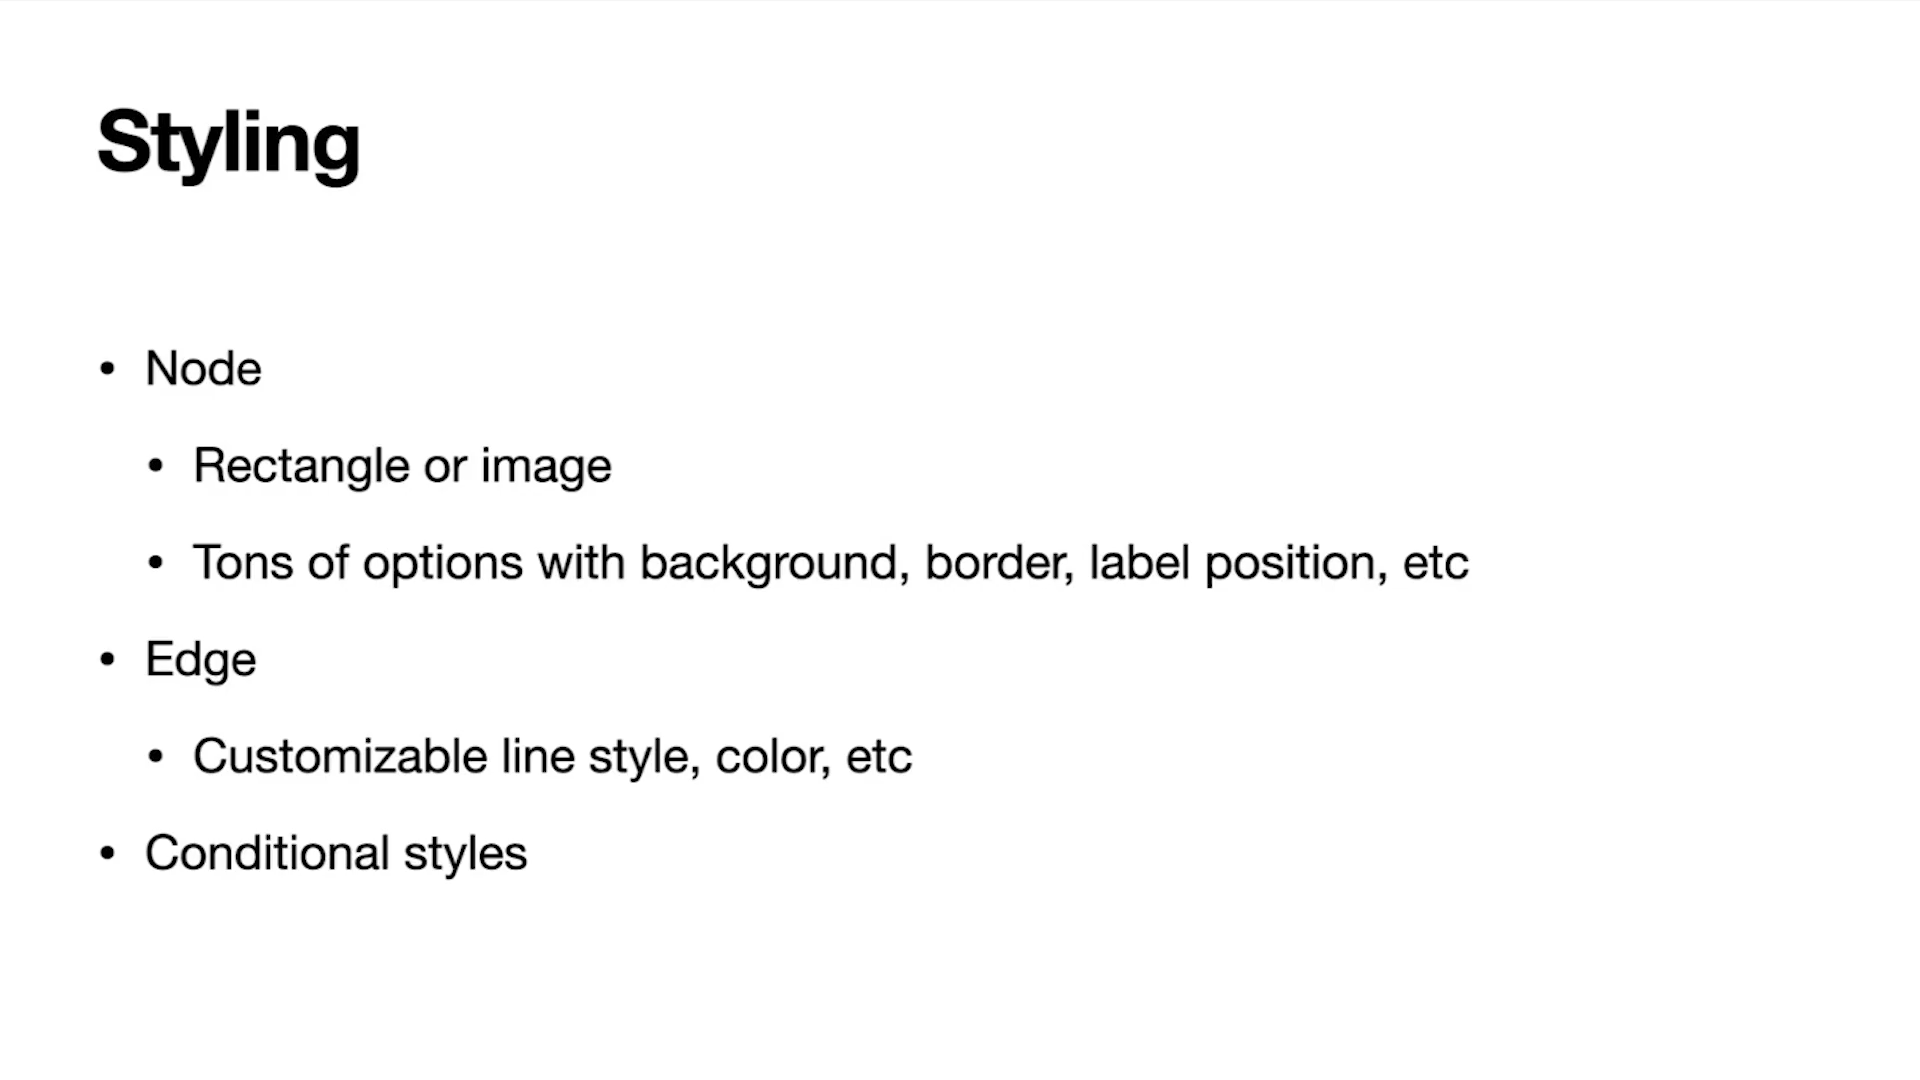 Styling
• Node
• Rectangle or image
• Tons of options with background, border, label position, etc
• Edge
• Customizable line style, color, etc
• Conditional styles